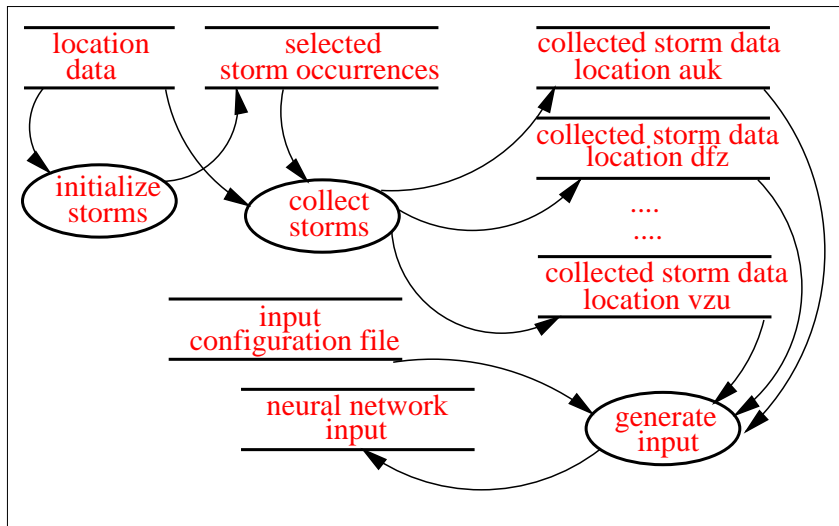 location
data
selected
storm occurrences
collected storm data
location auk
collected storm data
location dfz
initialize
storms
collect
storms
....
....
collected storm data
location vzu
input
configuration file
neural network
input
generate
input